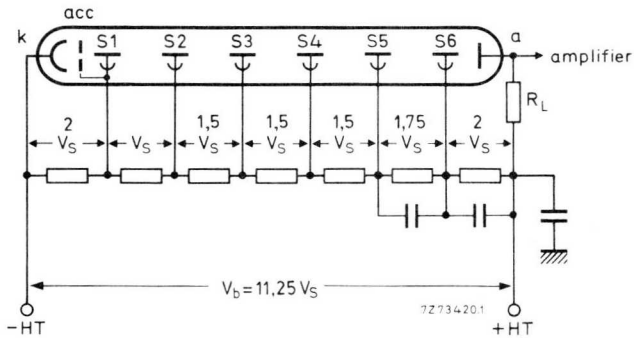 acc
k S1 S2 S3 S4 S5 S6 a
amplifier
R_L
2 V_S V_S 1,5 V_S 1,5 V_S 1,5 V_S 1,75 V_S 2 V_S
V_b = 11,25 V_S
7Z73420.1
-HT +HT